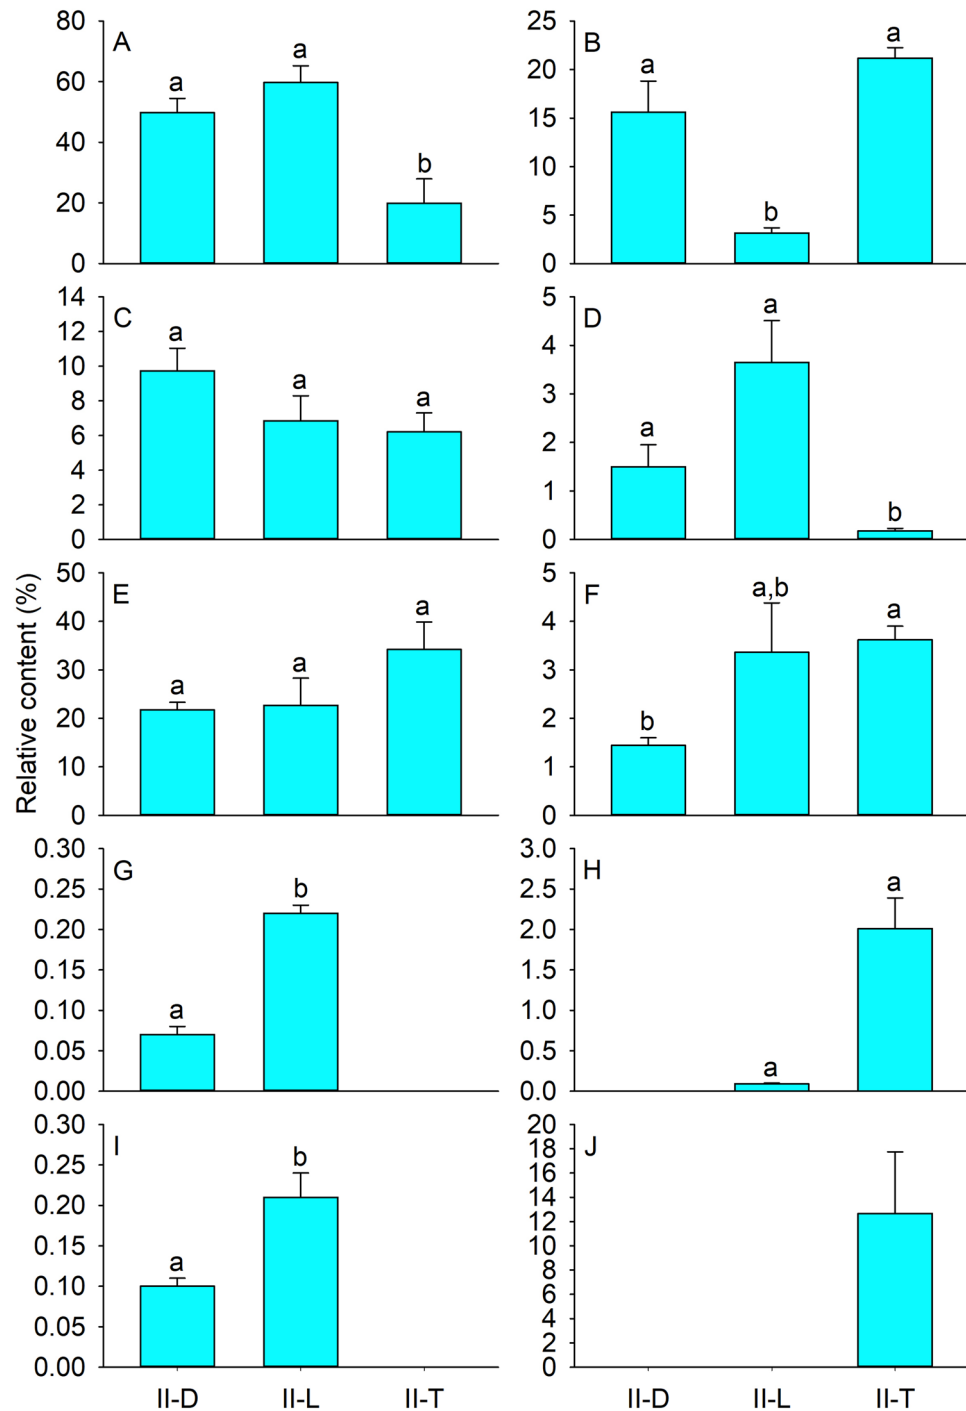 Relative content (%)
A
80
60
40
20
0
a
a
b
B
25
20
15
10
5
0
a
b
a
C
14
12
10
8
6
4
2
0
a
a
a
D
5
4
3
2
1
0
a
a
b
E
50
40
30
20
10
0
a
a
a
F
5
4
3
2
1
0
b
a,b
a
G
0.30
0.25
0.20
0.15
0.10
0.05
0.00
a
b
H
3.0
2.5
2.0
1.5
1.0
0.5
0.0
a
a
I
0.30
0.25
0.20
0.15
0.10
0.05
0.00
a
b
II-D II-L II-T
J
20
18
16
14
12
10
8
6
4
2
0
II-D II-L II-T